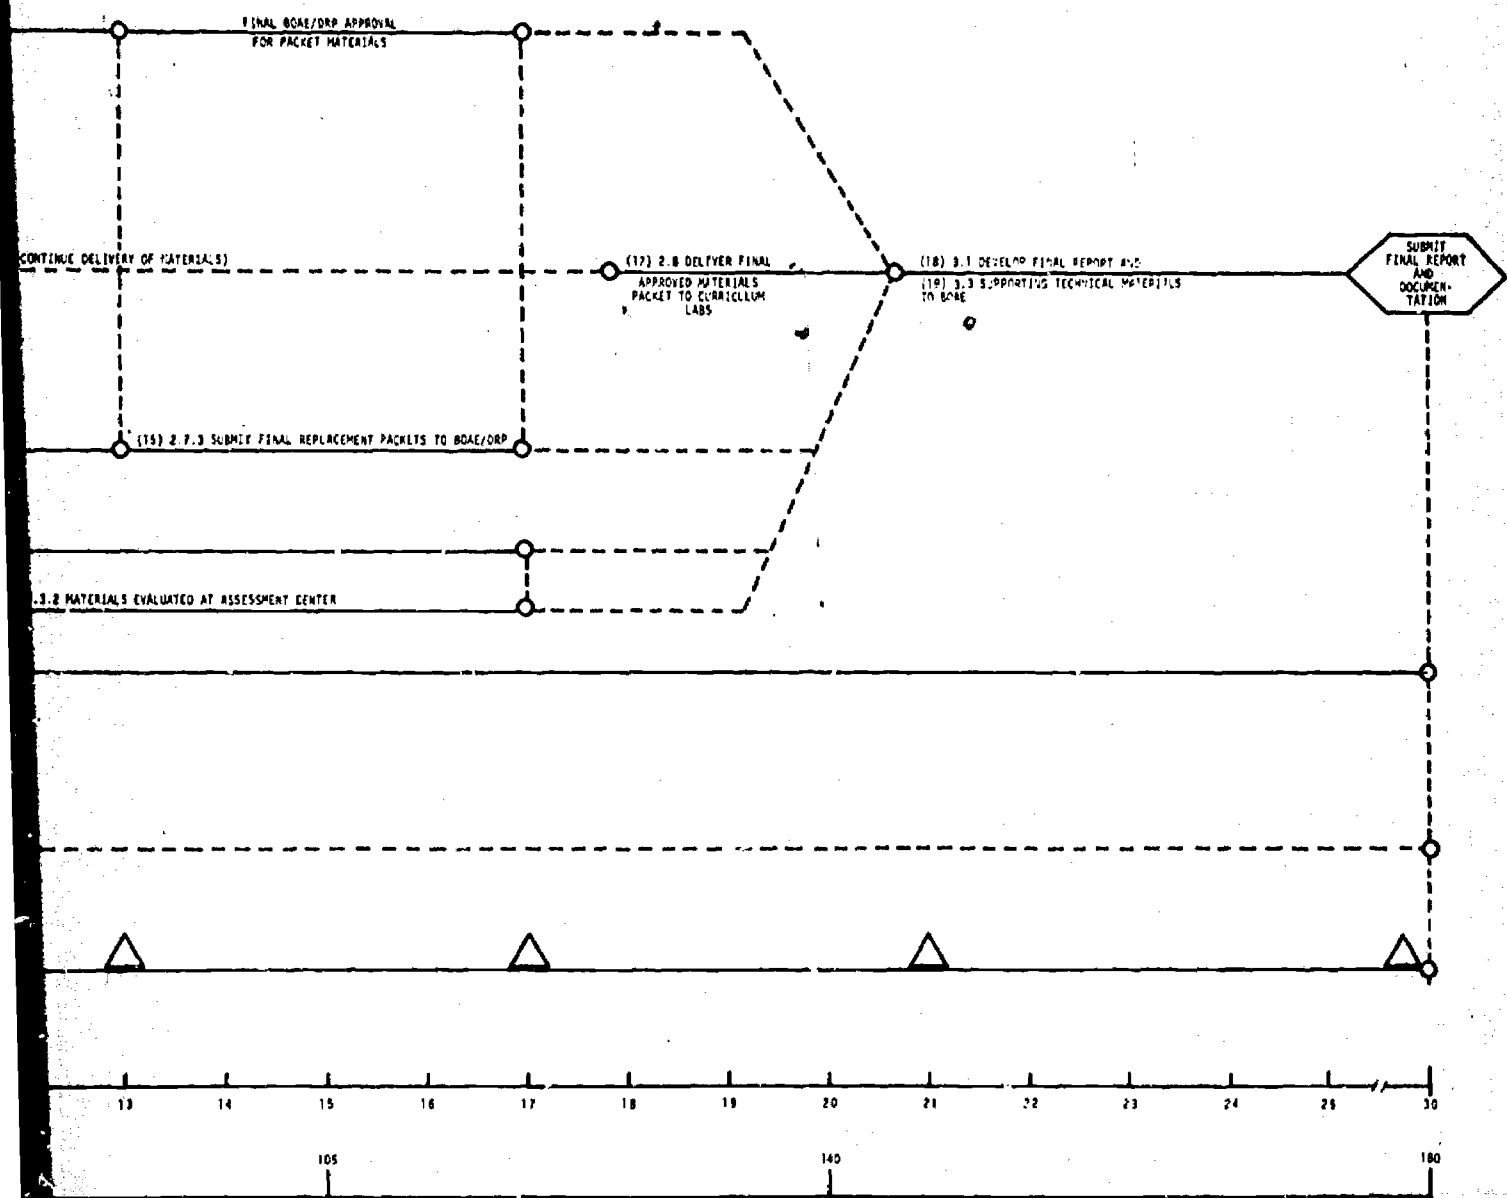 FINAL BOAE/DRP APPROVAL
FOR PACKET MATERIALS
CONTINUE DELIVERY OF MATERIALS)
(17) 2.8 DELIVER FINAL
APPROVED MATERIALS
PACKET TO CURRICULUM
LABS
(18) 3.1 DEVELOP FINAL REPORT AND
(19) 3.3 SUPPORTING TECHNICAL MATERIALS
TO BOAE
SUBMIT
FINAL REPORT
AND
DOCUMEN-
TATION
(15) 2.7.3 SUBMIT FINAL REPLACEMENT PACKETS TO BOAE/DRP
.3.2 MATERIALS EVALUATED AT ASSESSMENT CENTER
13 14 15 16 17 18 19 20 21 22 23 24 25 30
105 140 180